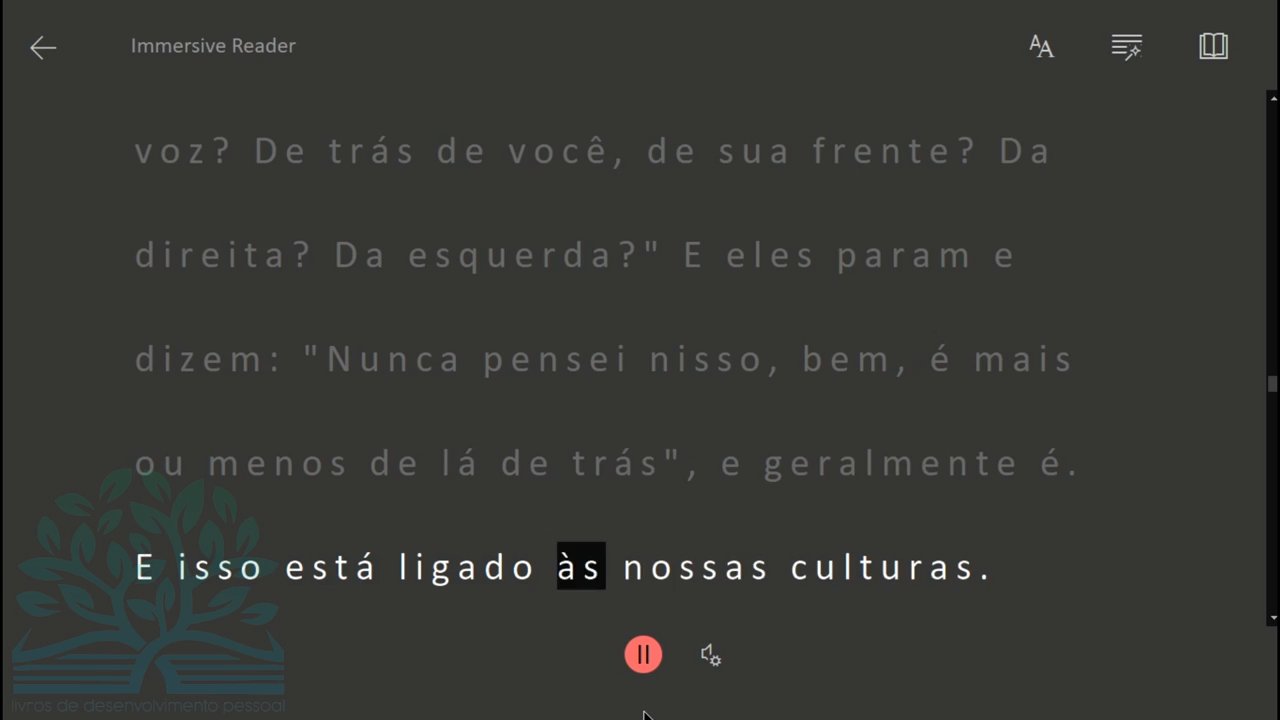 Immersive Reader
voz? De trás de você, de sua frente? Da
direita? Da esquerda?" E eles param e
dizem: "Nunca pensei nisso, bem, é mais
ou menos de lá de trás", e geralmente é.
E isso está ligado às nossas culturas.
livros de desenvolvimento pessoal